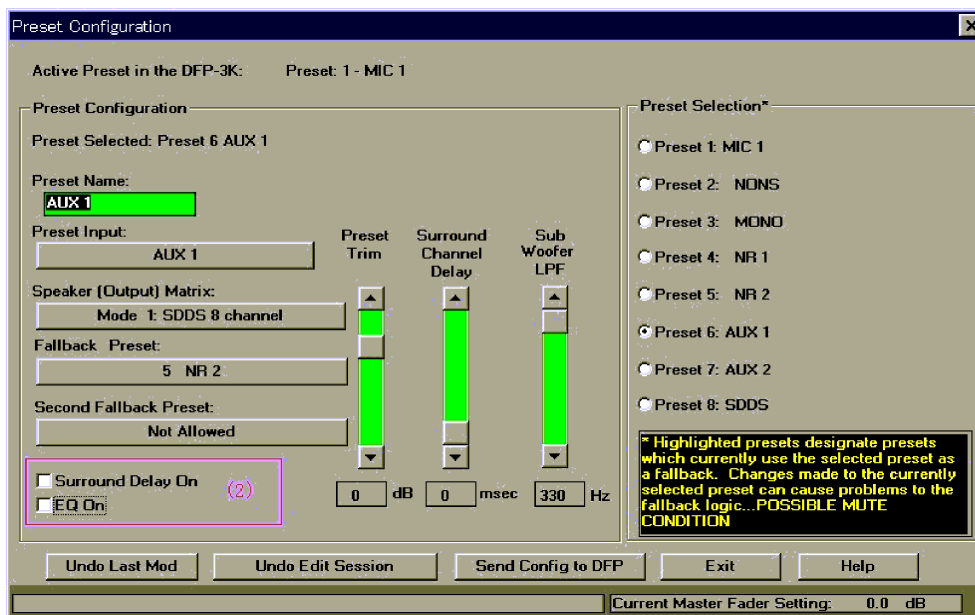 Preset Configuration
Active Preset in the DFP-3K: Preset: 1 - MIC 1
Preset Configuration
Preset Selected: Preset 6 AUX 1
Preset Name:
AUX 1
Preset Input:
AUX 1
Speaker (Output) Matrix:
Mode 1: SDDS 8 channel
Fallback Preset:
5 NR 2
Second Fallback Preset:
Not Allowed
Surround Delay On
EQ On
(2)
Preset
Trim
0 dB
Surround
Channel
Delay
0 msec
Sub
Woofer
LPF
330 Hz
Preset Selection*
Preset 1: MIC 1
Preset 2: NONS
Preset 3: MONO
Preset 4: NR 1
Preset 5: NR 2
Preset 6: AUX 1
Preset 7: AUX 2
Preset 8: SDDS
* Highlighted presets designate presets
which currently use the selected preset as
a fallback. Changes made to the currently
selected preset can cause problems to the
fallback logic...POSSIBLE MUTE
CONDITION
Undo Last Mod
Undo Edit Session
Send Config to DFP
Exit
Help
Current Master Fader Setting: 0.0 dB